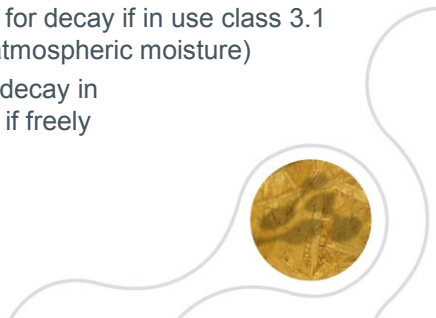 for decay if in use class 3.1
atmospheric moisture)
decay in
if freely